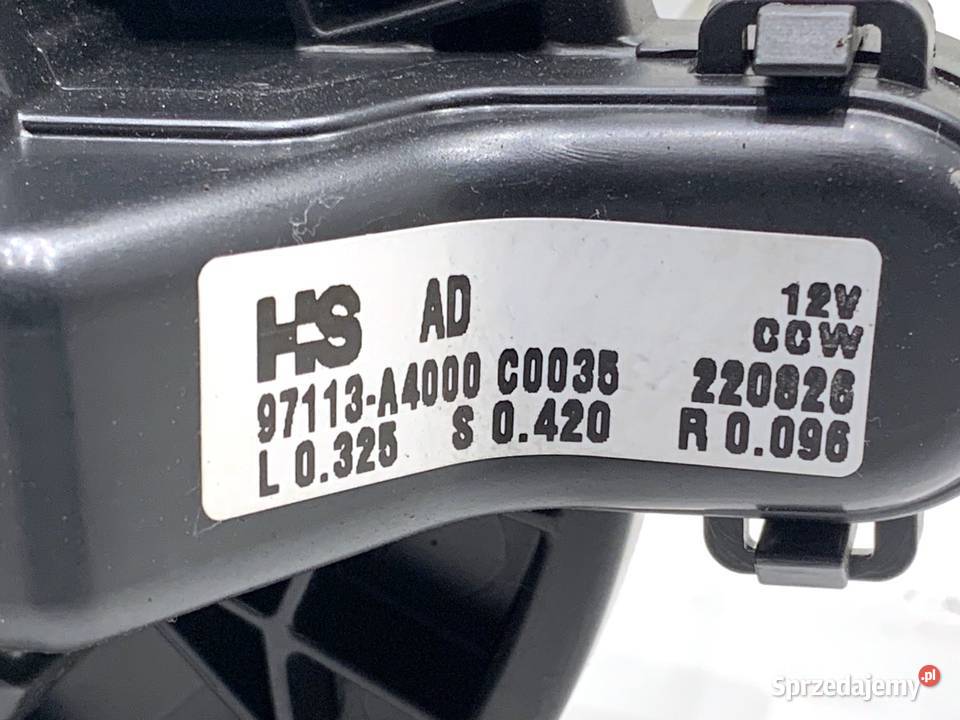 HS AD 12V
CCW
97113-A4000 C0035 220826
L 0.325 S 0.420 R 0.096
Sprzedajemy.pl